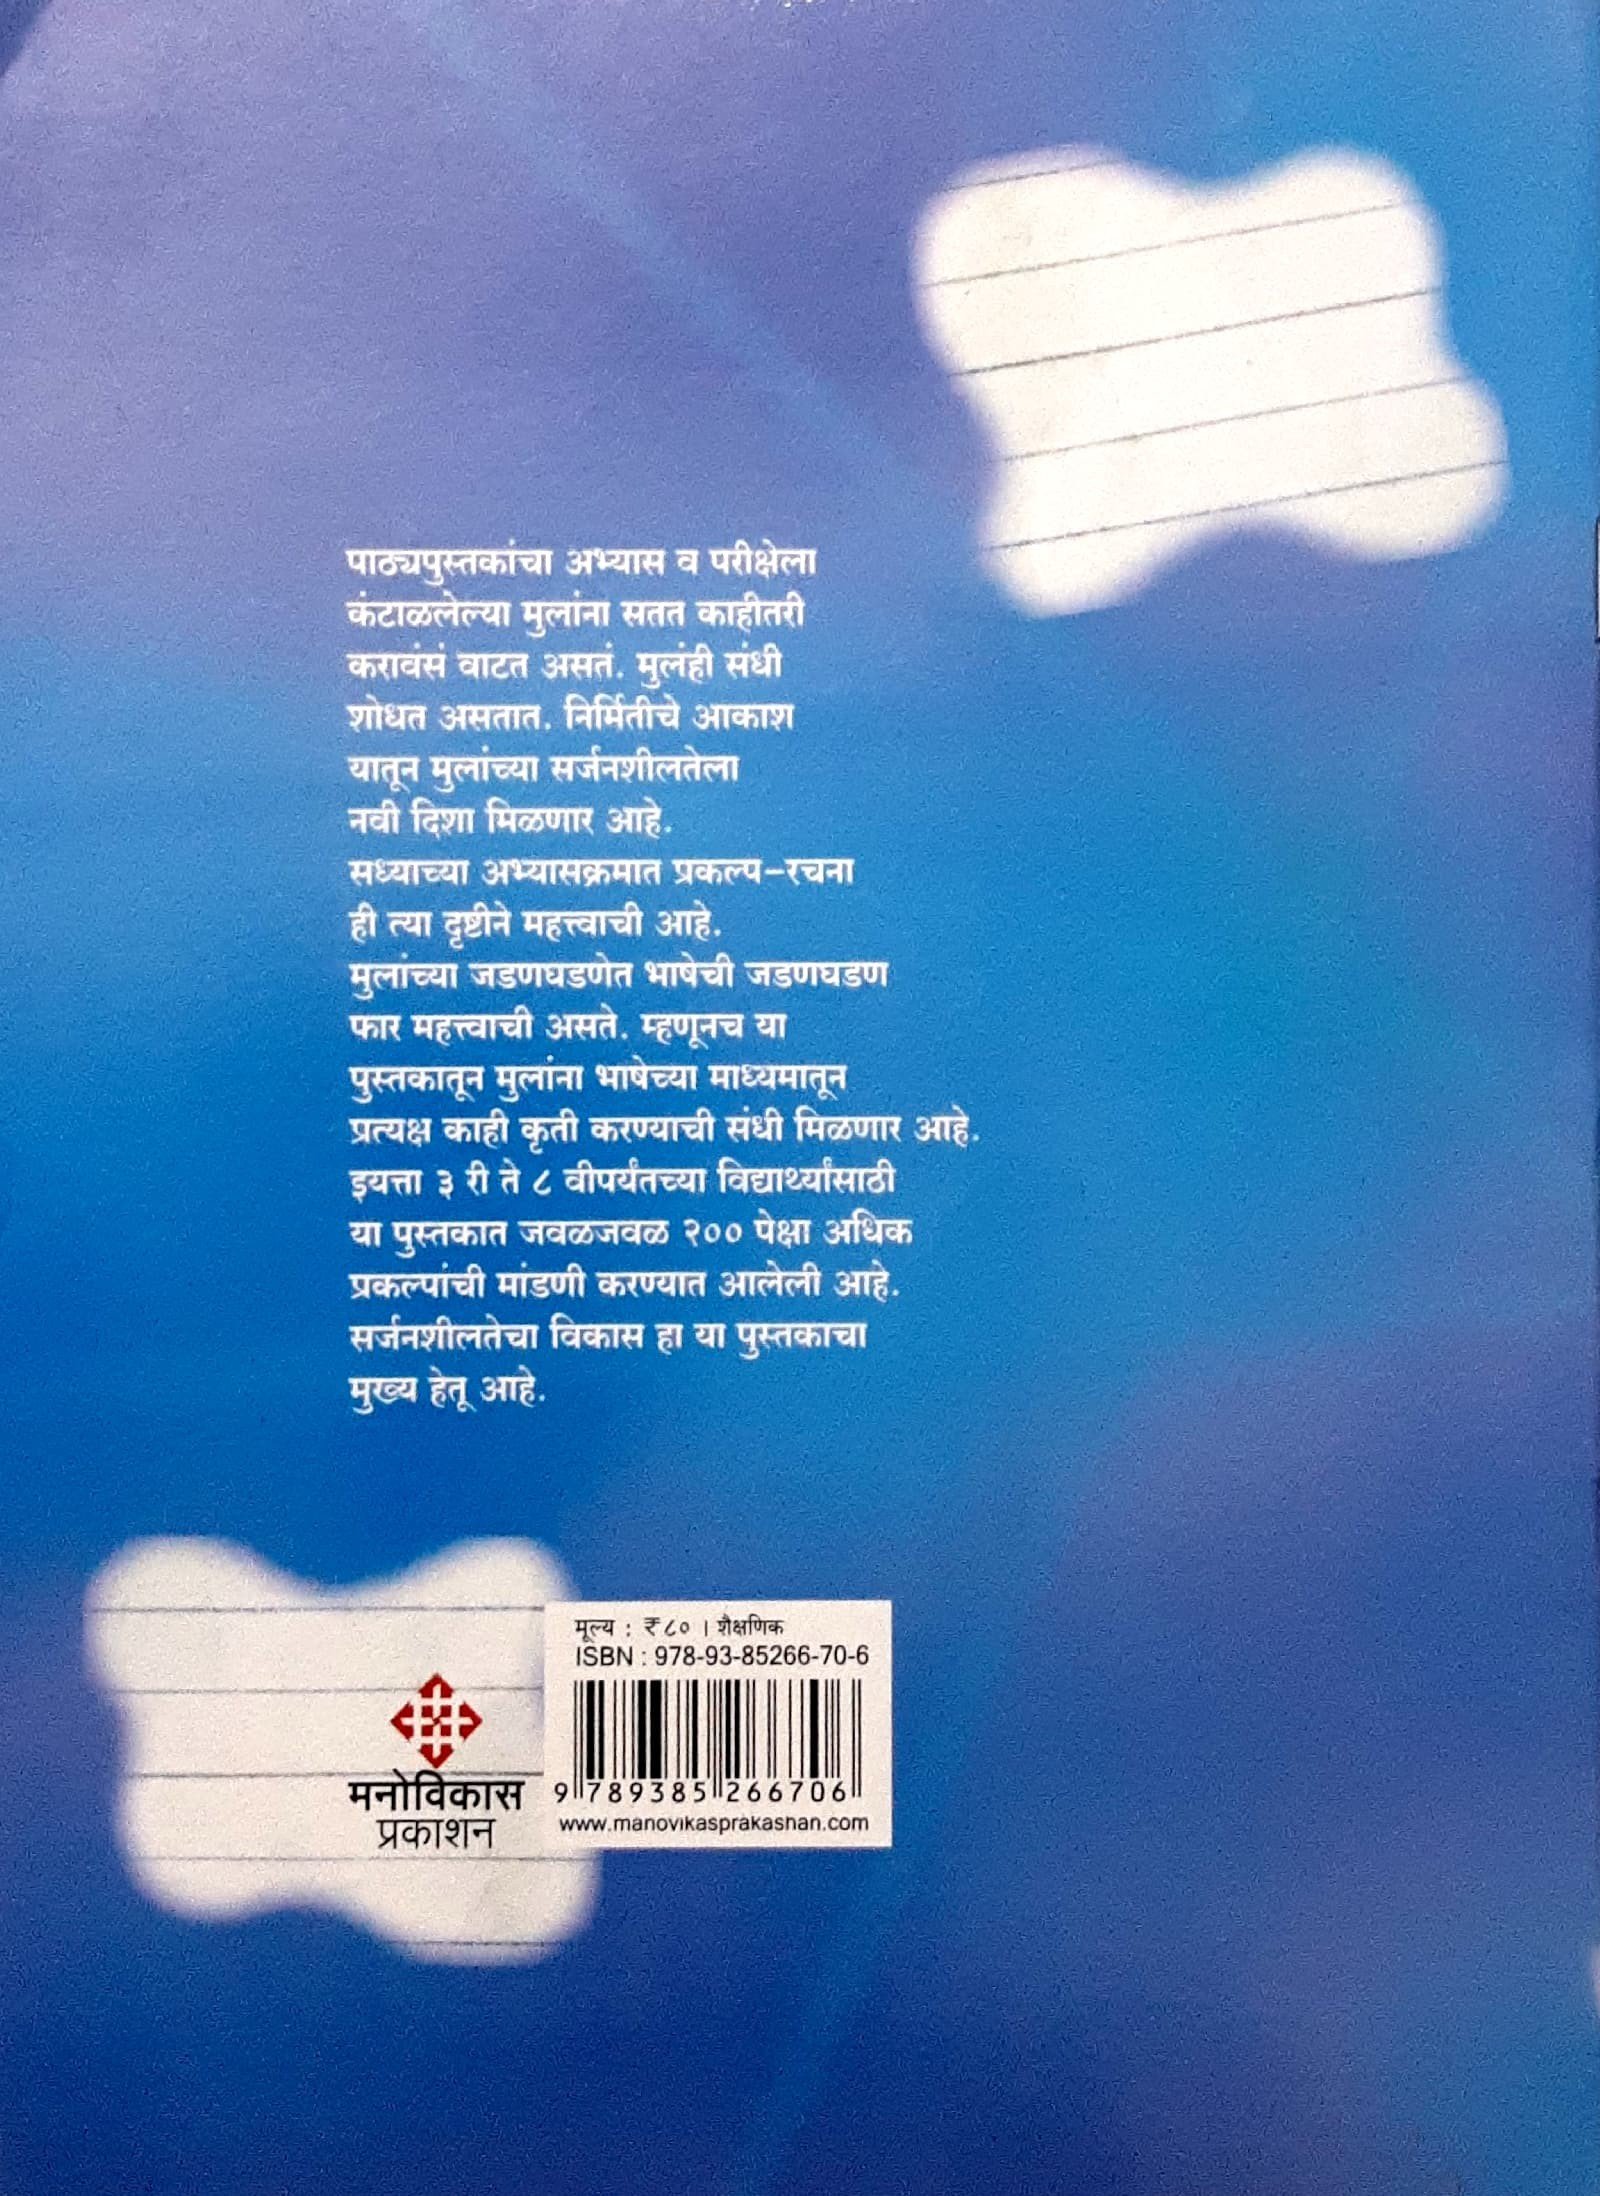 पाठ्यपुस्तकांचा अभ्यास व परीक्षेला
कंटाळलेल्या मुलांना सतत काहीतरी
करावंसं वाटत असतं. मुलंही संधी
शोधत असतात. निर्मितीचे आकाश
यातून मुलांच्या सर्जनशीलतेला
नवी दिशा मिळणार आहे.
सध्याच्या अभ्यासक्रमात प्रकल्प-रचना
ही त्या दृष्टीने महत्त्वाची आहे.
मुलांच्या जडणघडणेत भाषेची जडणघडण
फार महत्त्वाची असते. म्हणूनच या
पुस्तकातून मुलांना भाषेच्या माध्यमातून
प्रत्यक्ष काही कृती करण्याची संधी मिळणार आहे.
इयत्ता ३ री ते ८ वीपर्यंतच्या विद्यार्थ्यांसाठी
या पुस्तकात जवळजवळ २०० पेक्षा अधिक
प्रकल्पांची मांडणी करण्यात आलेली आहे.
सर्जनशीलतेचा विकास हा या पुस्तकाचा
मुख्य हेतू आहे.
मनोविकास
प्रकाशन
मूल्य : ₹ ८० । शैक्षणिक
ISBN : 978-93-85266-70-6
9 789385 266706
www.manovikasprakashan.com